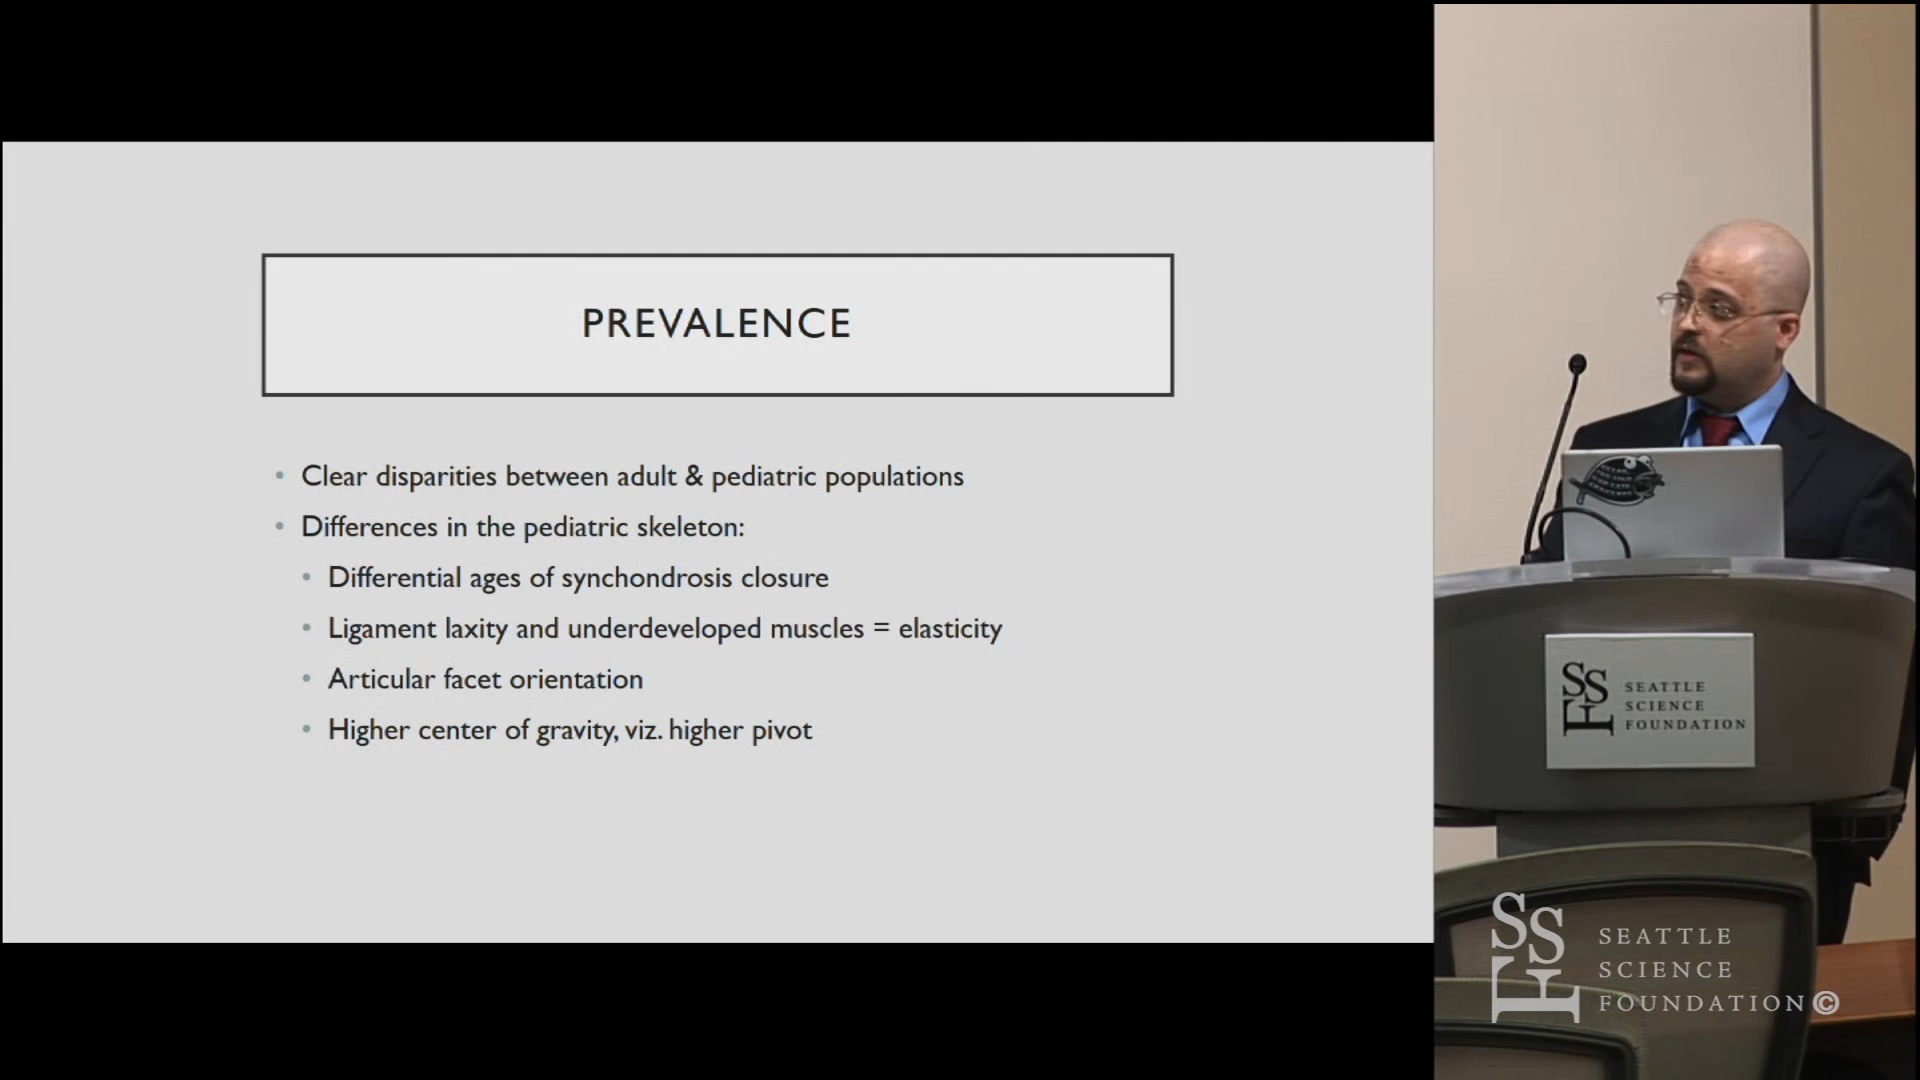 PREVALENCE
• Clear disparities between adult & pediatric populations
• Differences in the pediatric skeleton:
• Differential ages of synchondrosis closure
• Ligament laxity and underdeveloped muscles = elasticity
• Articular facet orientation
• Higher center of gravity, viz. higher pivot
SSF
SEATTLE
SCIENCE
FOUNDATION
SSF
SEATTLE
SCIENCE
FOUNDATION©